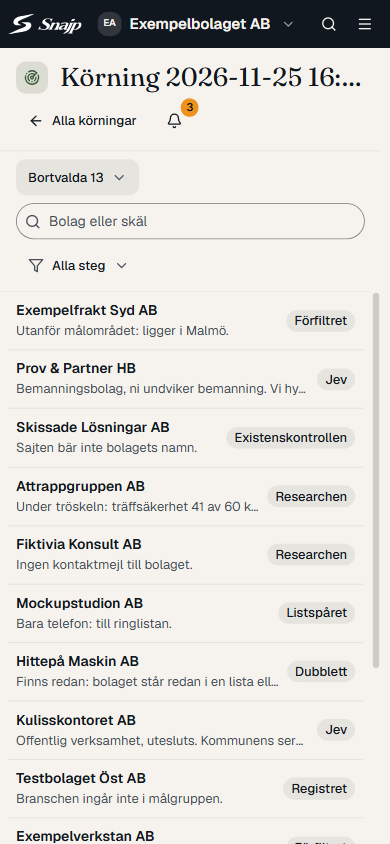 Snajp EA Exempelbolaget AB
Körning 2026-11-25 16:...
Alla körningar 3
Bortvalda 13
Bolag eller skäl
Alla steg
Exempelfrakt Syd AB
Utanför målområdet: ligger i Malmö.
Förfiltret
Prov & Partner HB
Bemanningsbolag, ni undviker bemanning. Vi hy...
Jev
Skissade Lösningar AB
Sajten bär inte bolagets namn.
Existenskontrollen
Attrappgruppen AB
Under tröskeln: träffsäkerhet 41 av 60 k...
Researchen
Fiktivia Konsult AB
Ingen kontaktmejl till bolaget.
Researchen
Mockupstudion AB
Bara telefon: till ringlistan.
Listspåret
Hittepå Maskin AB
Finns redan: bolaget står redan i en lista ell...
Dubblett
Kulisskontoret AB
Offentlig verksamhet, utesluts. Kommunens ser...
Jev
Testbolaget Öst AB
Branschen ingår inte i målgruppen.
Registret
Exempelverkstan AB